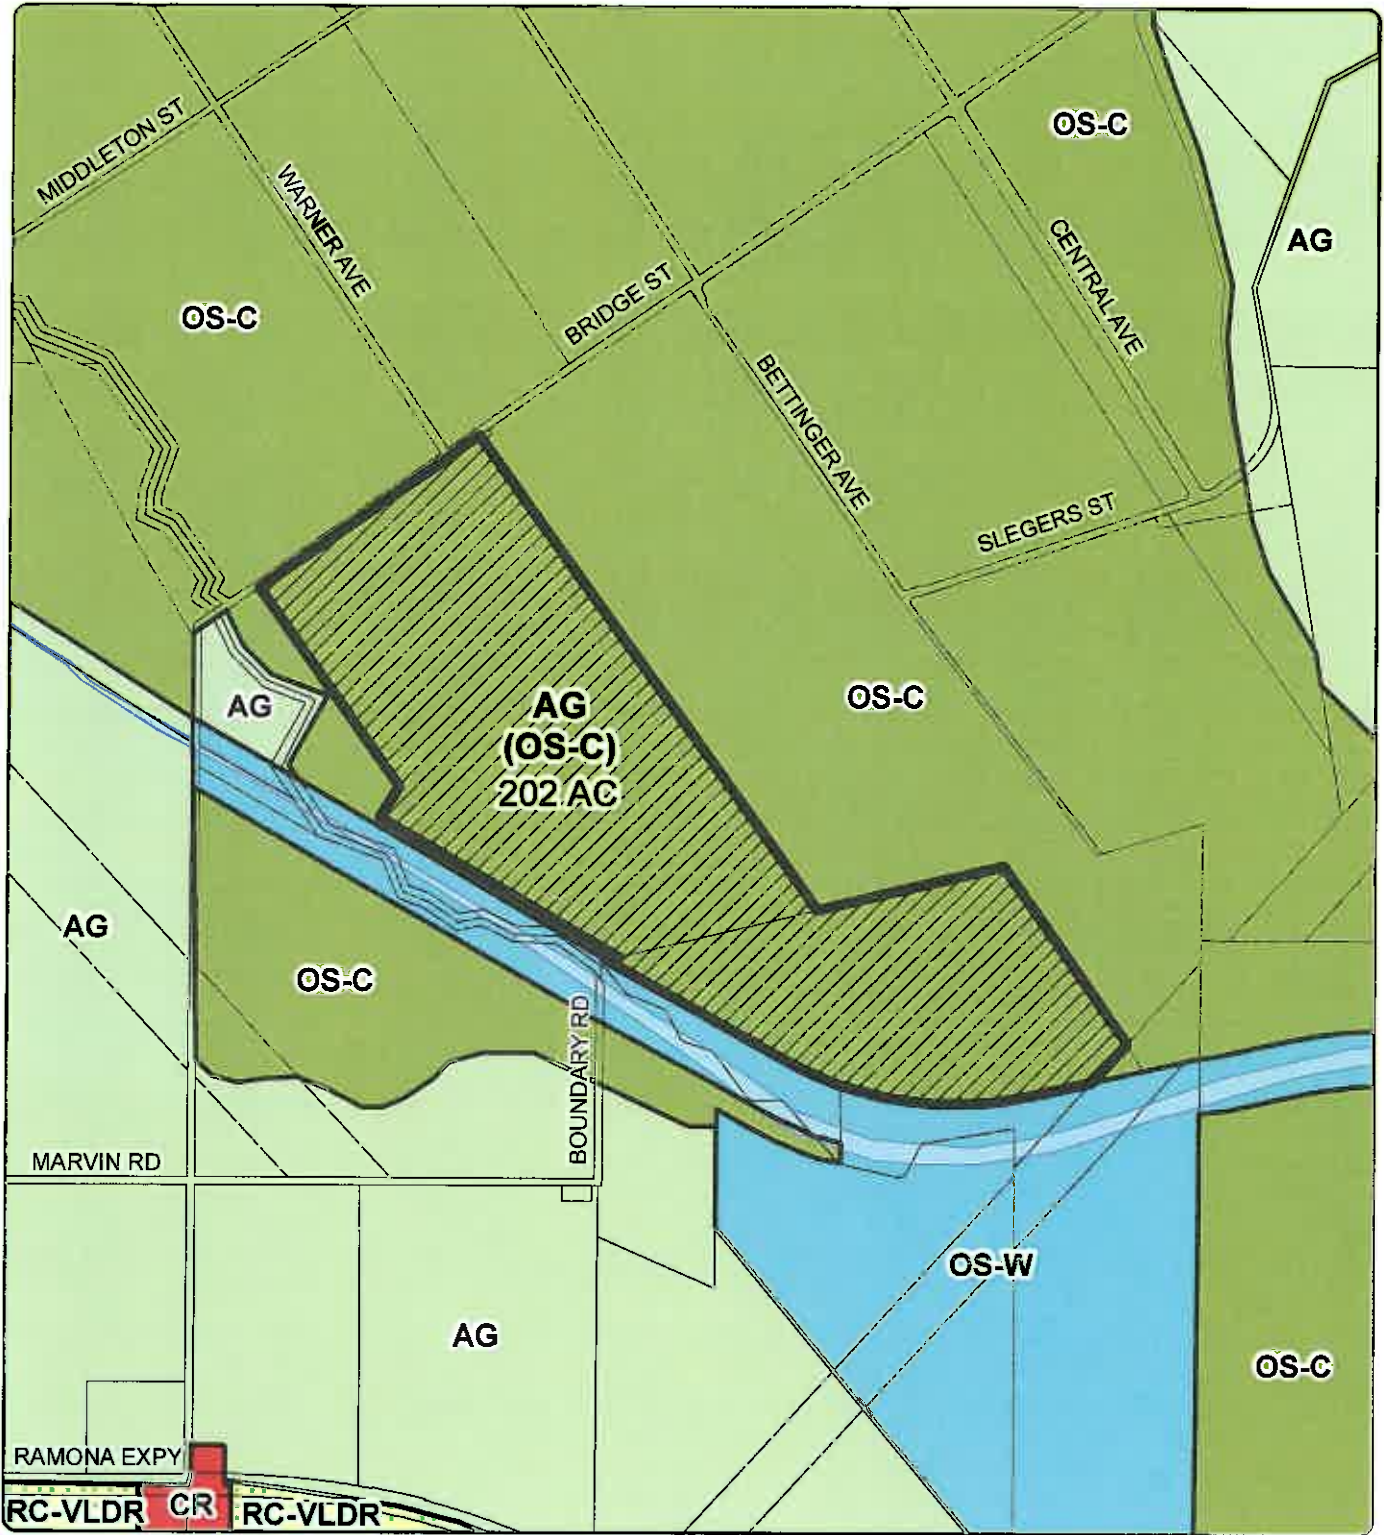 OS-C
MIDDLETON ST
WARNER AVE
CENTRAL AVE
AG
OS-C
BRIDGE ST
BETTINGER AVE
SLEGERS ST
AG
AG
(OS-C)
202 AC
OS-C
AG
OS-C
BOUNDARY RD
MARVIN RD
OS-W
AG
OS-C
RAMONA EXPY
RC-VLDR
CR
RC-VLDR